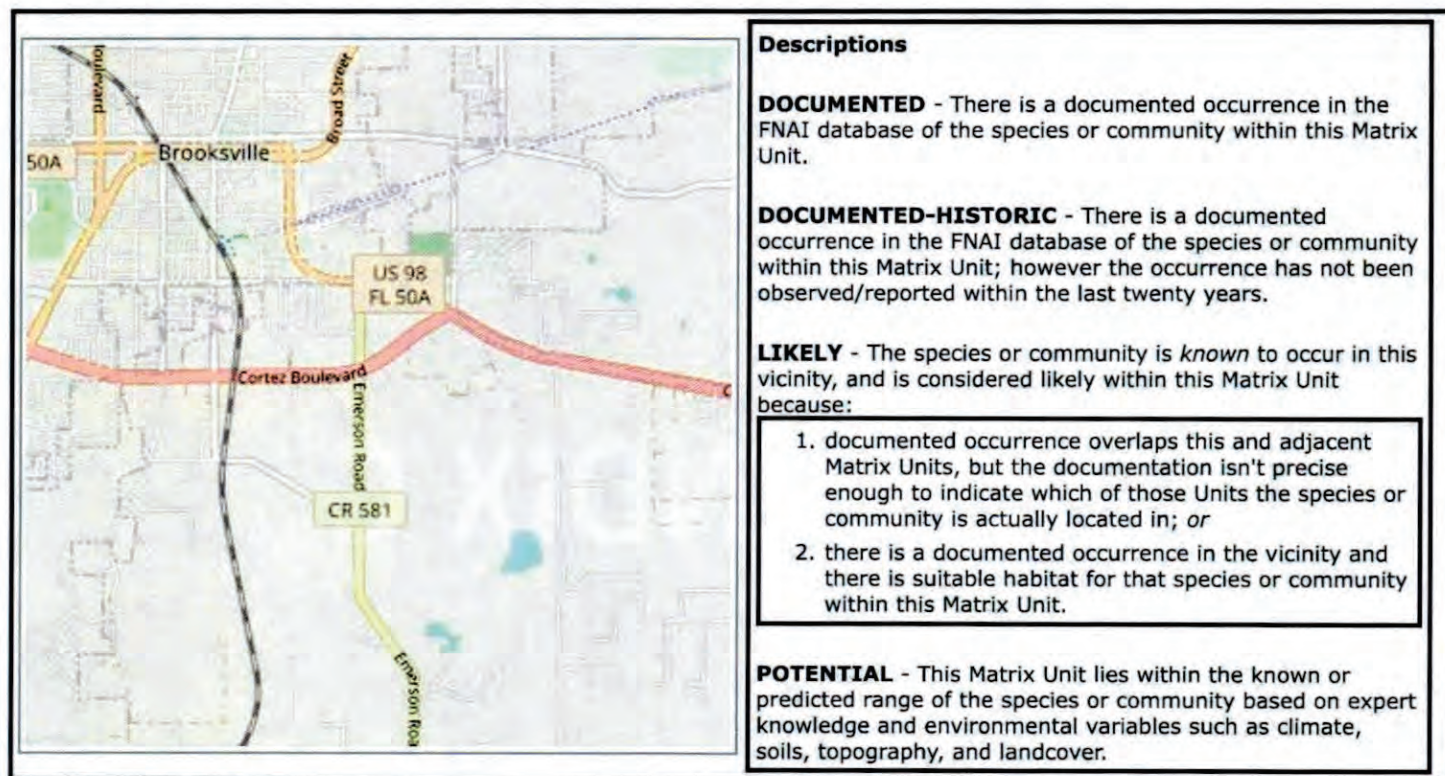 oulevard
Broad Street
50A
Brooksville
US 98
FL 50A
Cortez Boulevard
Emerson Road
CR 581
Emerson Roa
Descriptions
DOCUMENTED - There is a documented occurrence in the
FNAI database of the species or community within this Matrix
Unit.
DOCUMENTED-HISTORIC - There is a documented
occurrence in the FNAI database of the species or community
within this Matrix Unit; however the occurrence has not been
observed/reported within the last twenty years.
LIKELY - The species or community is known to occur in this
vicinity, and is considered likely within this Matrix Unit
because:
1. documented occurrence overlaps this and adjacent
Matrix Units, but the documentation isn't precise
enough to indicate which of those Units the species or
community is actually located in; or
2. there is a documented occurrence in the vicinity and
there is suitable habitat for that species or community
within this Matrix Unit.
POTENTIAL - This Matrix Unit lies within the known or
predicted range of the species or community based on expert
knowledge and environmental variables such as climate,
soils, topography, and landcover.